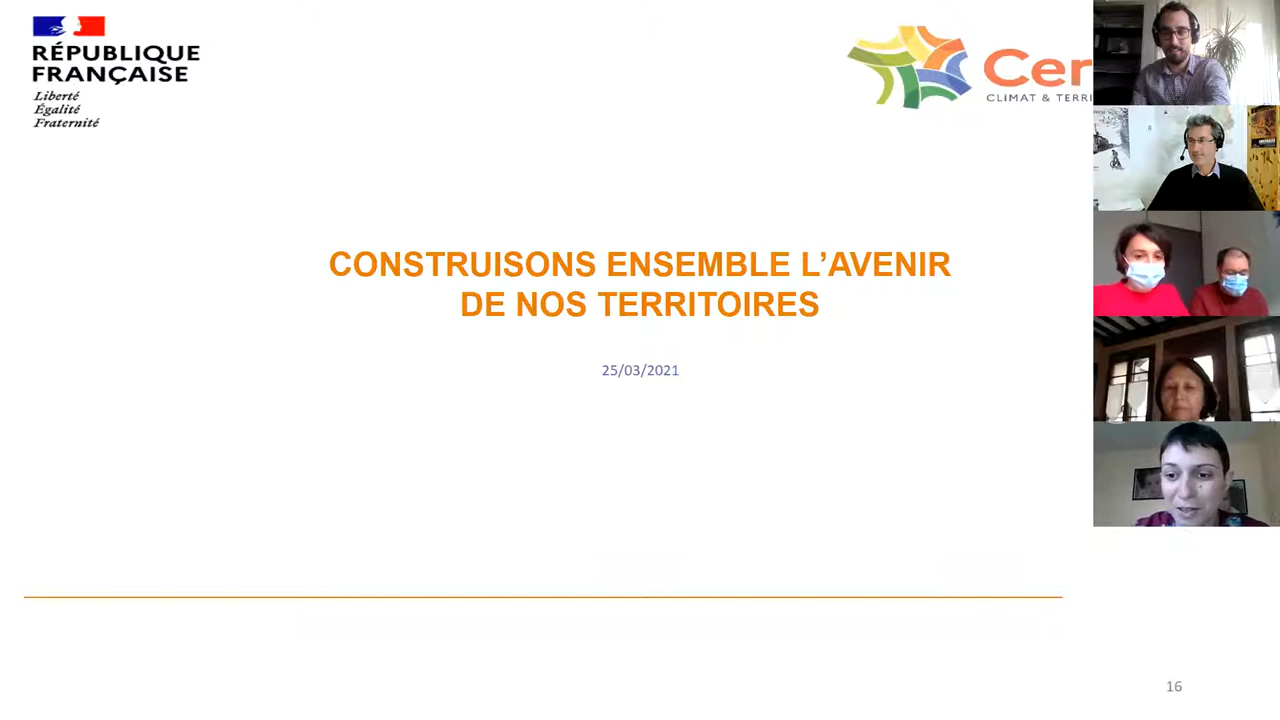 RÉPUBLIQUE
FRANÇAISE
Liberté
Égalité
Fraternité
Cer
CLIMAT & TERRI
CONSTRUISONS ENSEMBLE L’AVENIR
DE NOS TERRITOIRES
25/03/2021
16